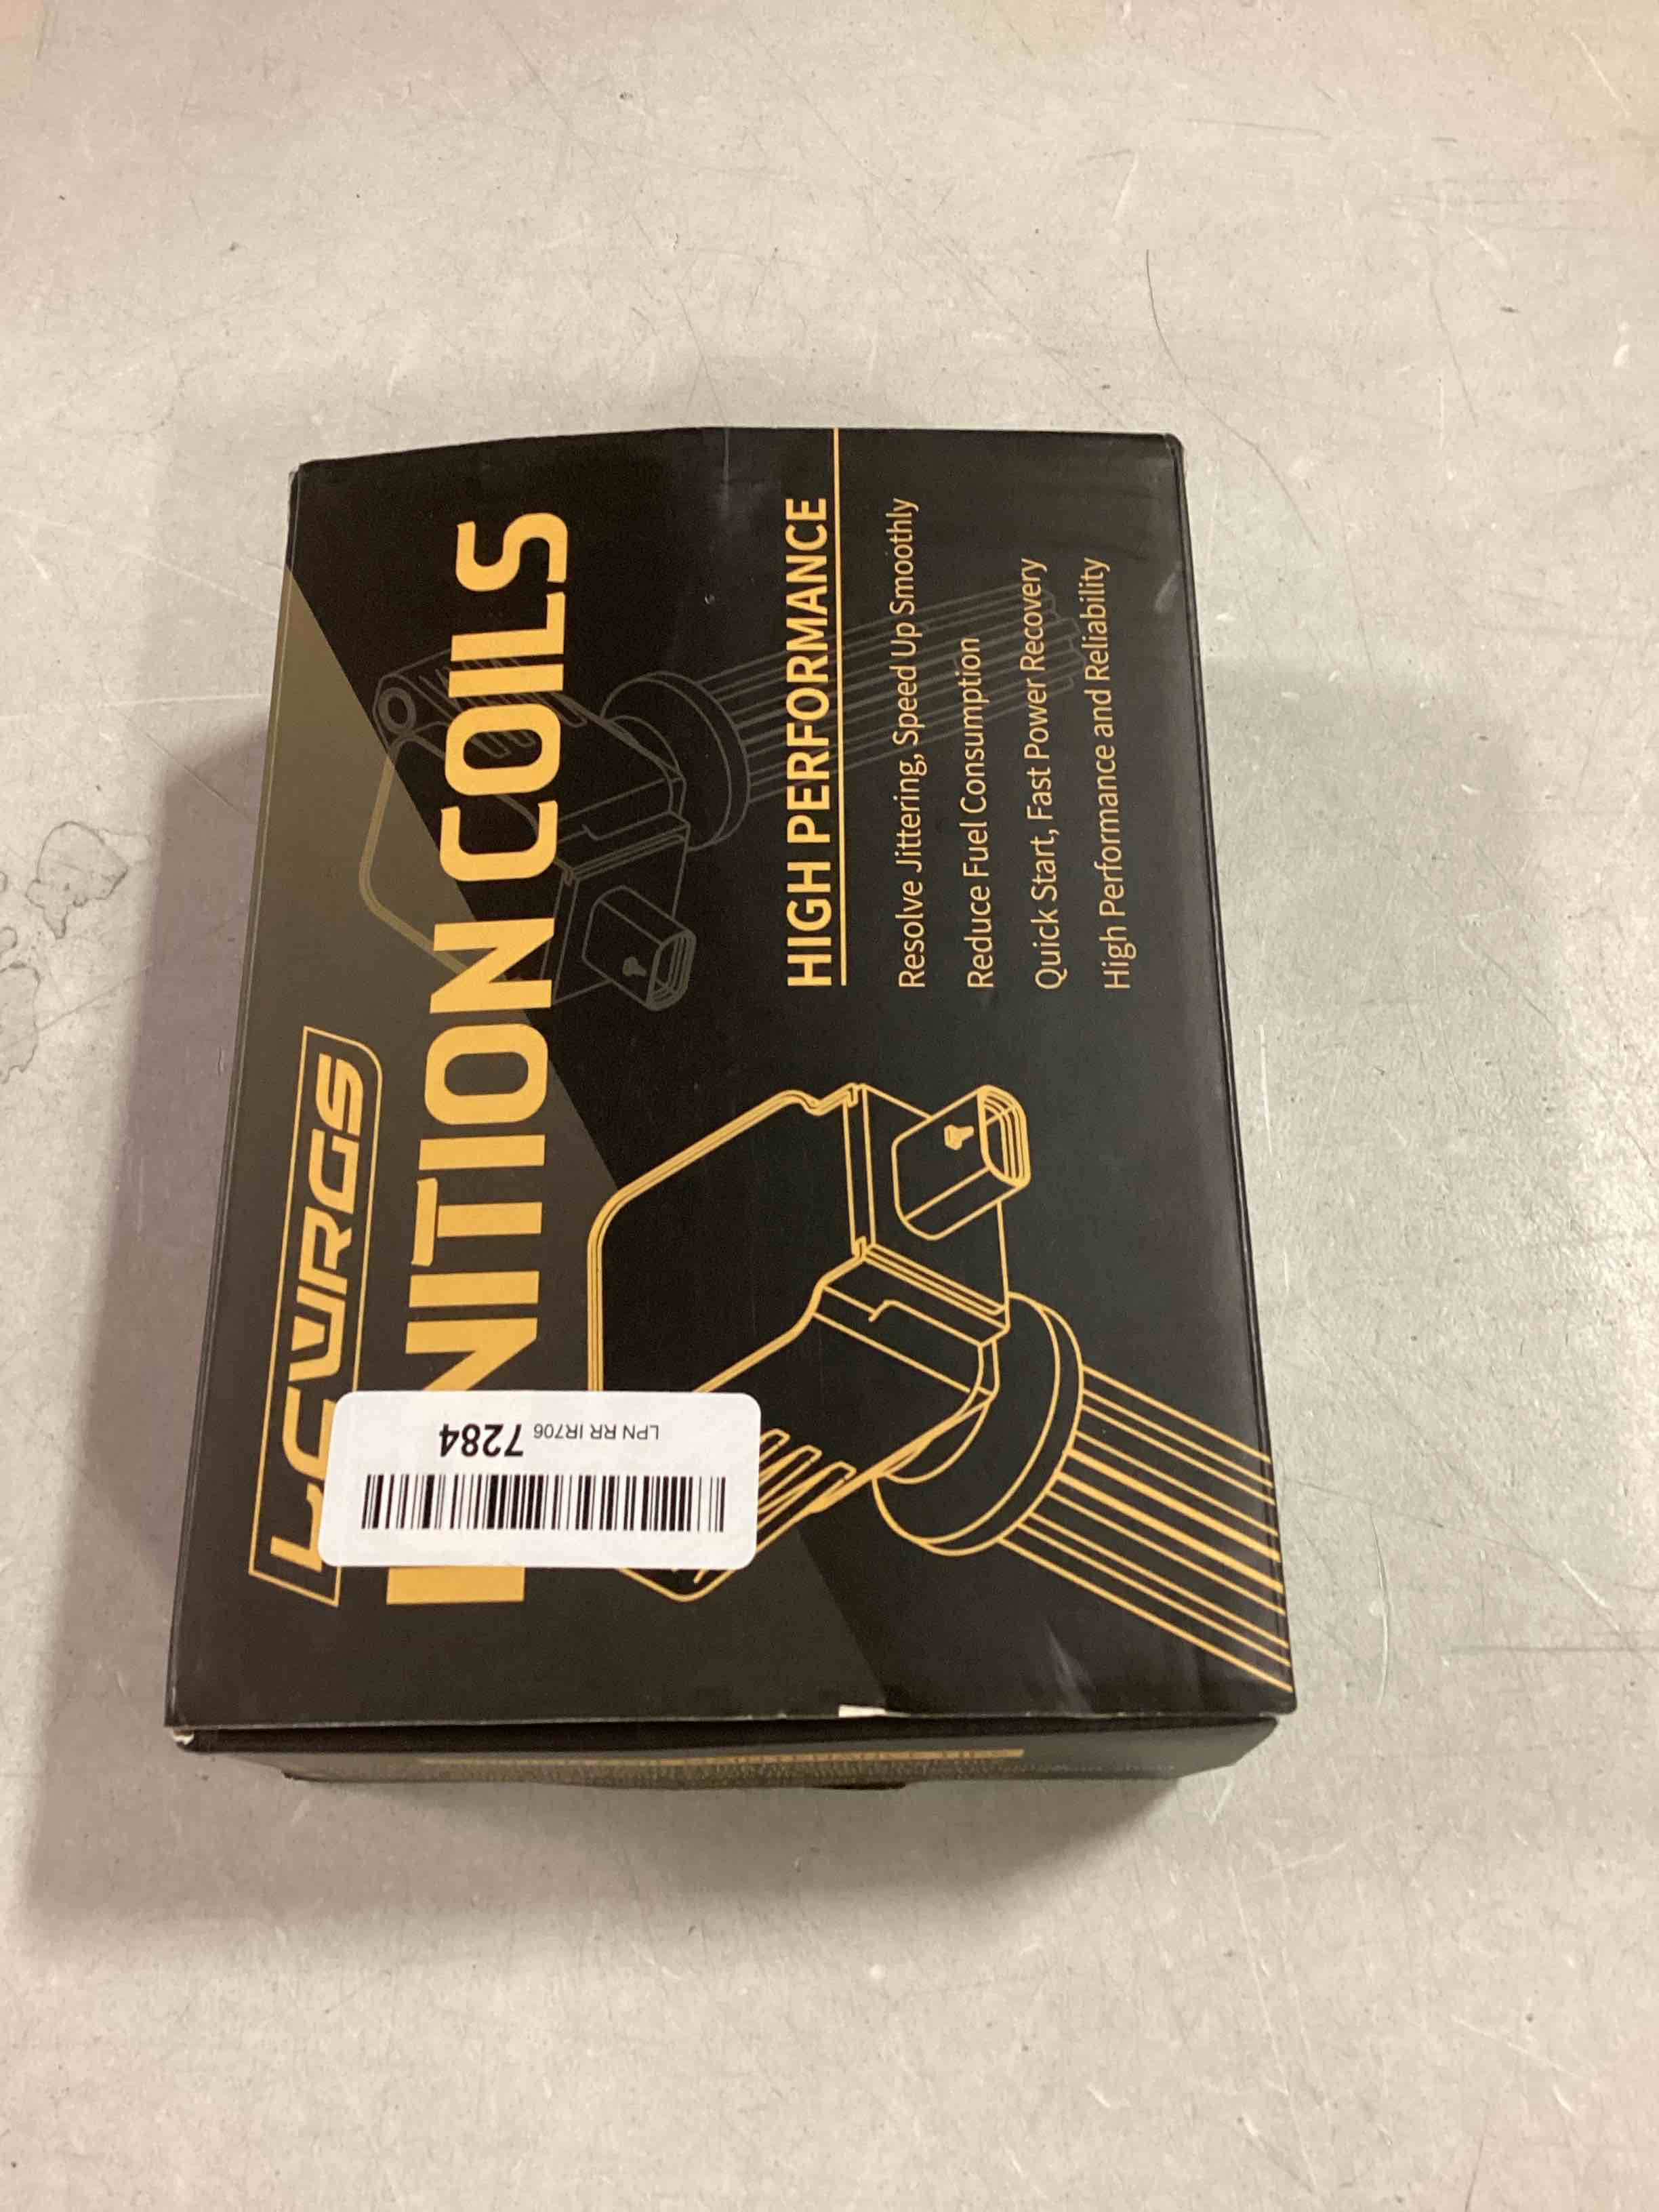 LCWRGS
NITION COILS
HIGH PERFORMANCE
Resolve Jittering, Speed Up Smoothly
Reduce Fuel Consumption
Quick Start, Fast Power Recovery
High Performance and Reliability
LPN RR IR706 7284